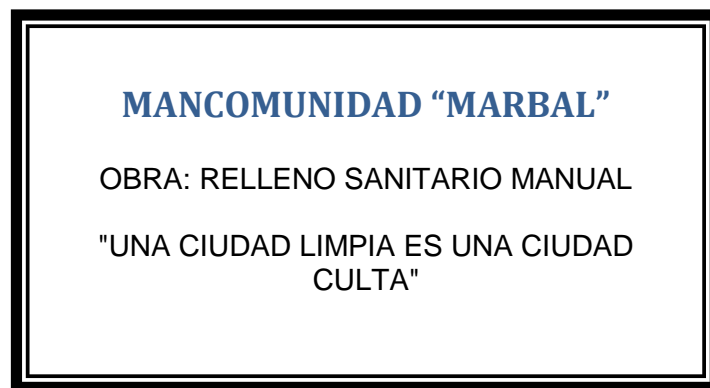 MANCOMUNIDAD “MARBAL”
OBRA: RELLENO SANITARIO MANUAL
"UNA CIUDAD LIMPIA ES UNA CIUDAD
CULTA"